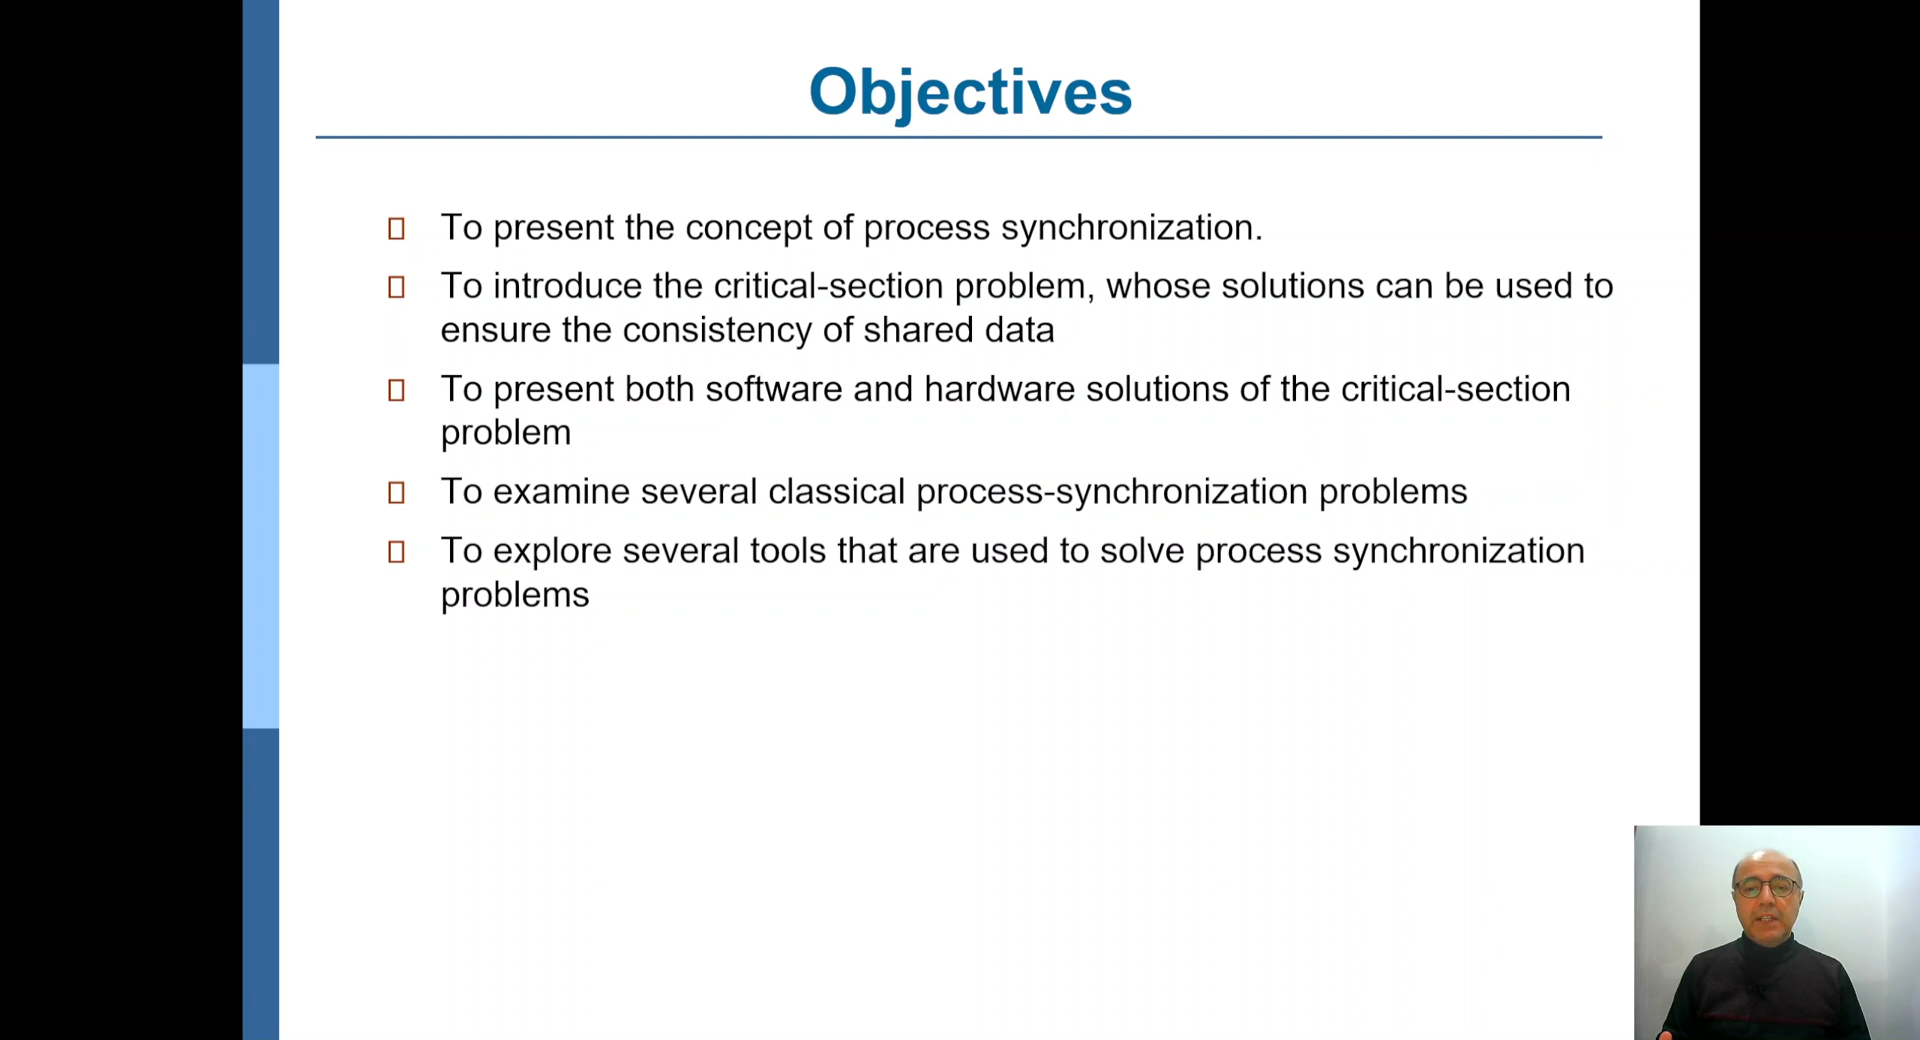 Objectives
To present the concept of process synchronization.
To introduce the critical-section problem, whose solutions can be used to
ensure the consistency of shared data
To present both software and hardware solutions of the critical-section
problem
To examine several classical process-synchronization problems
To explore several tools that are used to solve process synchronization
problems